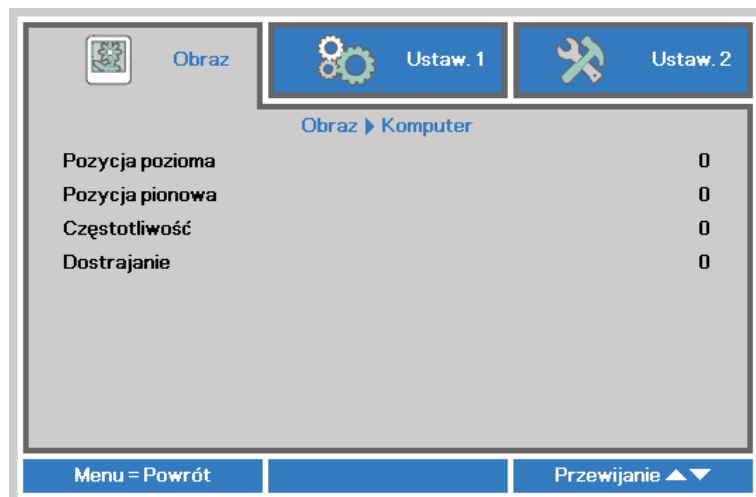 Obraz
Ustaw. 1
Ustaw. 2
Obraz Komputer
Pozycja pozioma 0
Pozycja pionowa 0
Częstotliwość 0
Dostrajanie 0
Menu = Powrót
Przewijanie